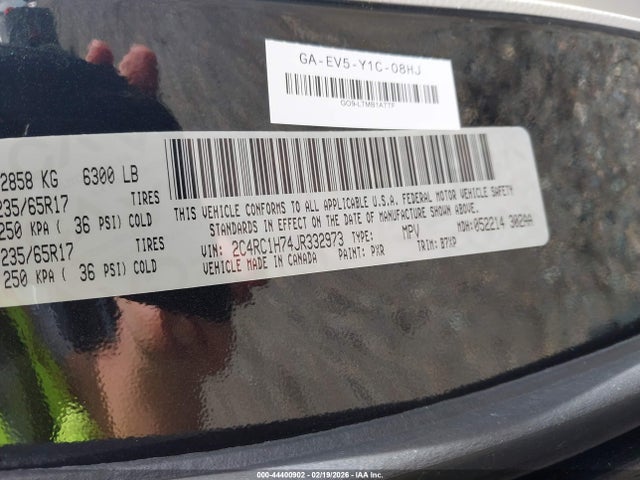 GA-EV5-Y1C-08HJ
GO9-LTMB1ATTF
2858 KG 6300 LB
235/65R17 TIRES
250 KPA ( 36 PSI) COLD
235/65R17 TIRES
250 KPA ( 36 PSI) COLD
THIS VEHICLE CONFORMS TO ALL APPLICABLE U.S.A. FEDERAL MOTOR VEHICLE SAFETY
STANDARDS IN EFFECT ON THE DATE OF MANUFACTURE SHOWN ABOVE.
VIN: 2C4RC1H74JR332973 TYPE: MPV MDH: 052214 302AA
VEHICLE MADE IN CANADA PAINT: PXR TRIM: B7XP
000-44400902 - 02/19/2026 - IAAI, Inc.